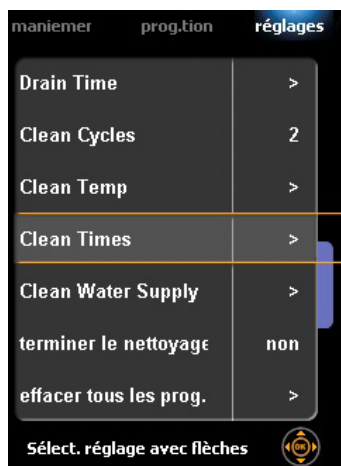 maniemer prog.tion réglages
Drain Time >
Clean Cycles 2
Clean Temp >
Clean Times >
Clean Water Supply >
terminer le nettoyage non
effacer tous les prog. >
Sélect. réglage avec flèches OK